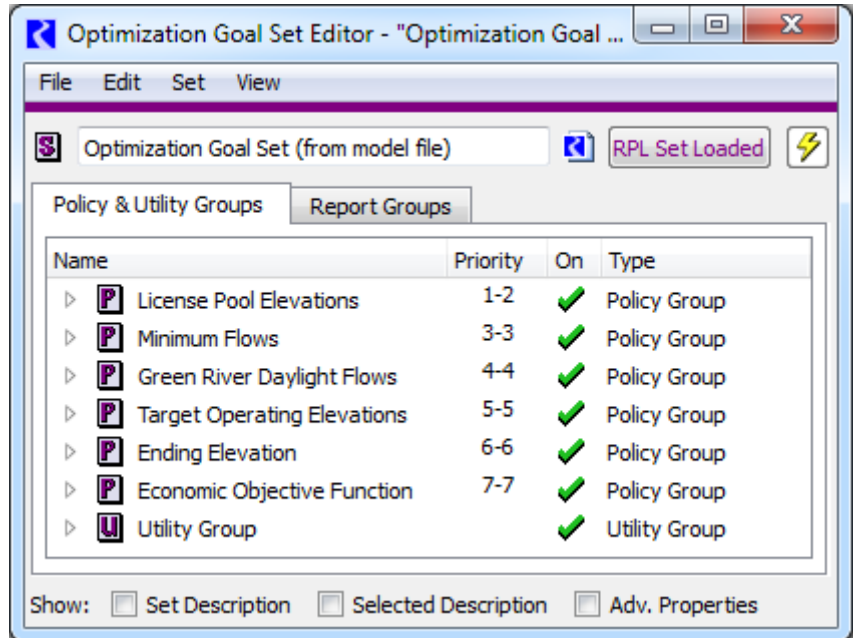 Optimization Goal Set Editor - "Optimization Goal ...
File Edit Set View
S Optimization Goal Set (from model file) RPL Set Loaded
Policy & Utility Groups Report Groups
Name Priority On Type
P License Pool Elevations 1-2 Policy Group
P Minimum Flows 3-3 Policy Group
P Green River Daylight Flows 4-4 Policy Group
P Target Operating Elevations 5-5 Policy Group
P Ending Elevation 6-6 Policy Group
P Economic Objective Function 7-7 Policy Group
U Utility Group Utility Group
Show: Set Description Selected Description Adv. Properties